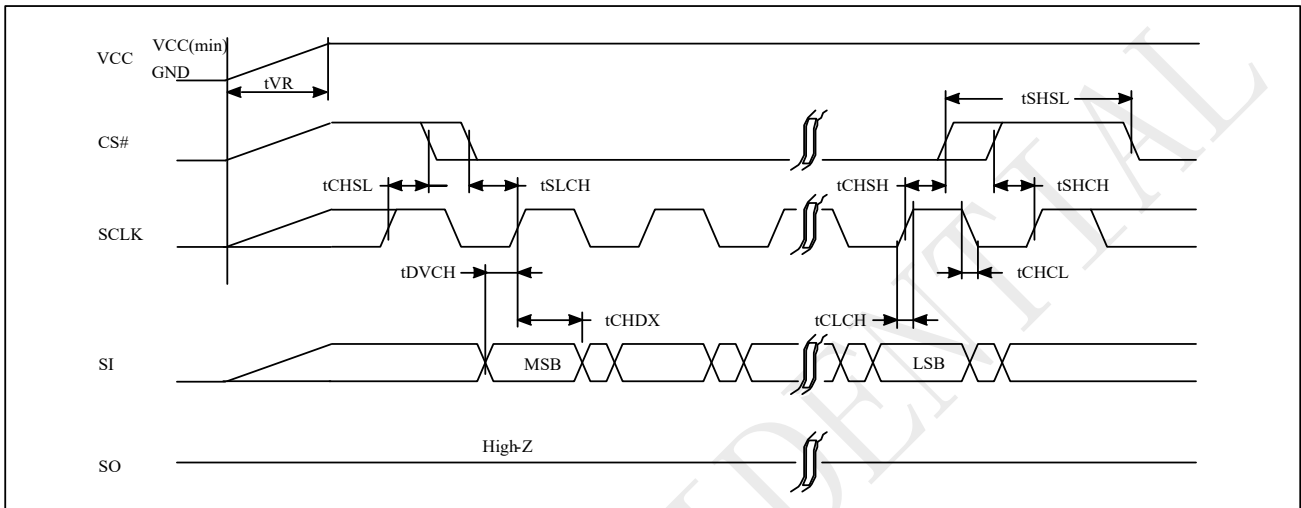 VCC(min)
VCC
GND
tVR
tSHSL
CS#
tCHSL
tSLCH
tCHSH
tSHCH
SCLK
tDVCH
tCHCL
tCHDX
tCLCH
SI
MSB
LSB
High-Z
SO
DENTIAL